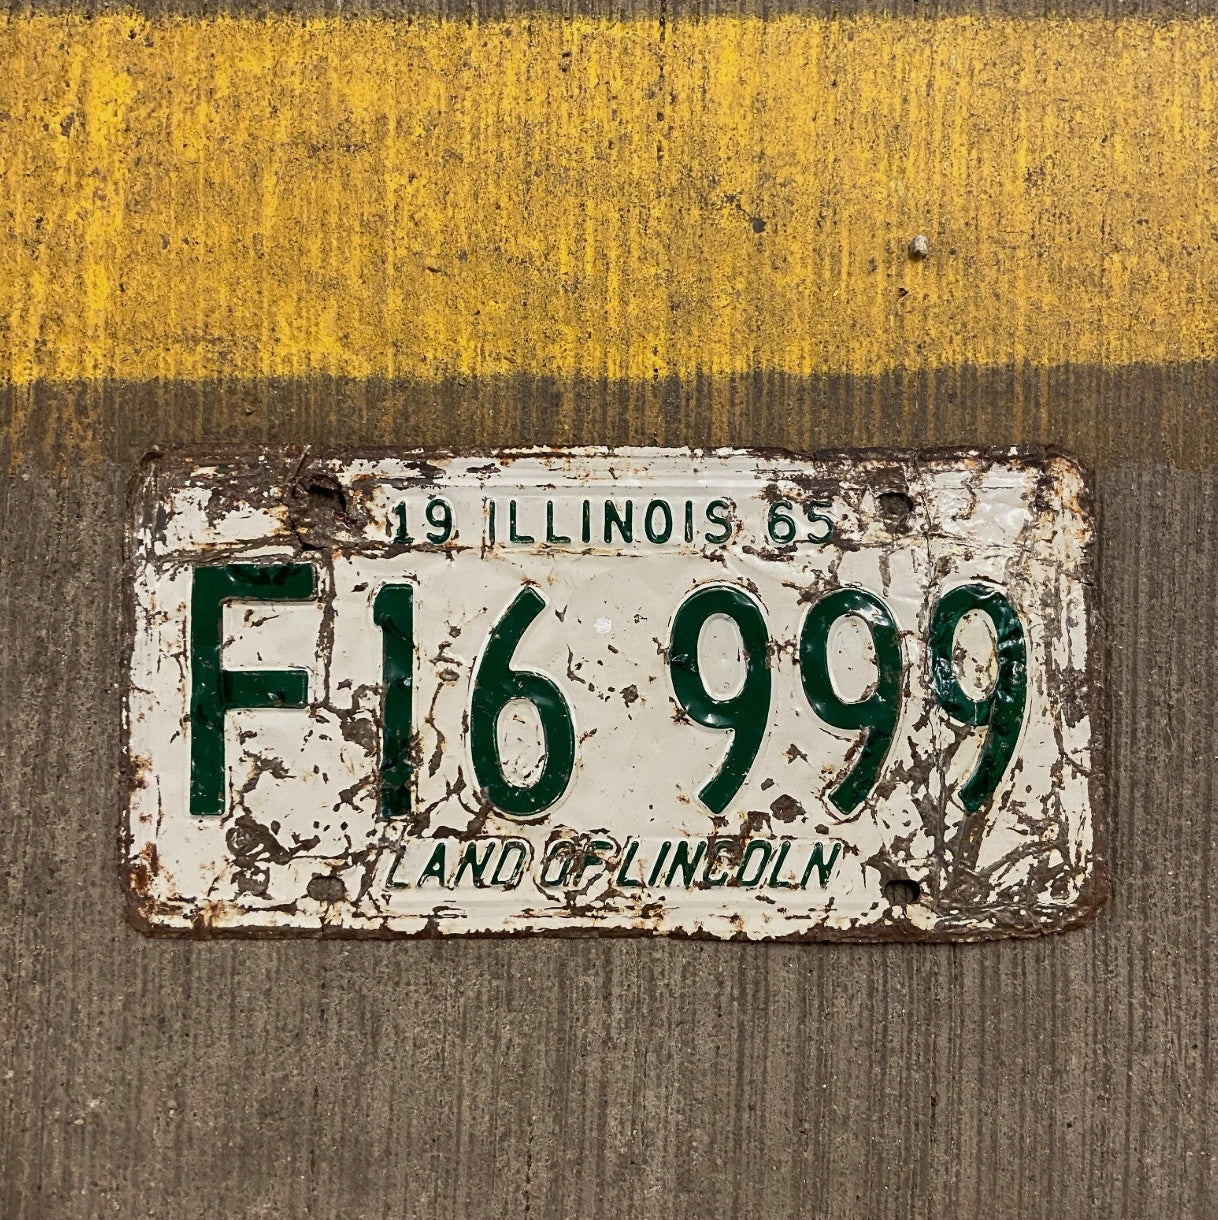 19 ILLINOIS 65
F16 999
LAND OF LINCOLN